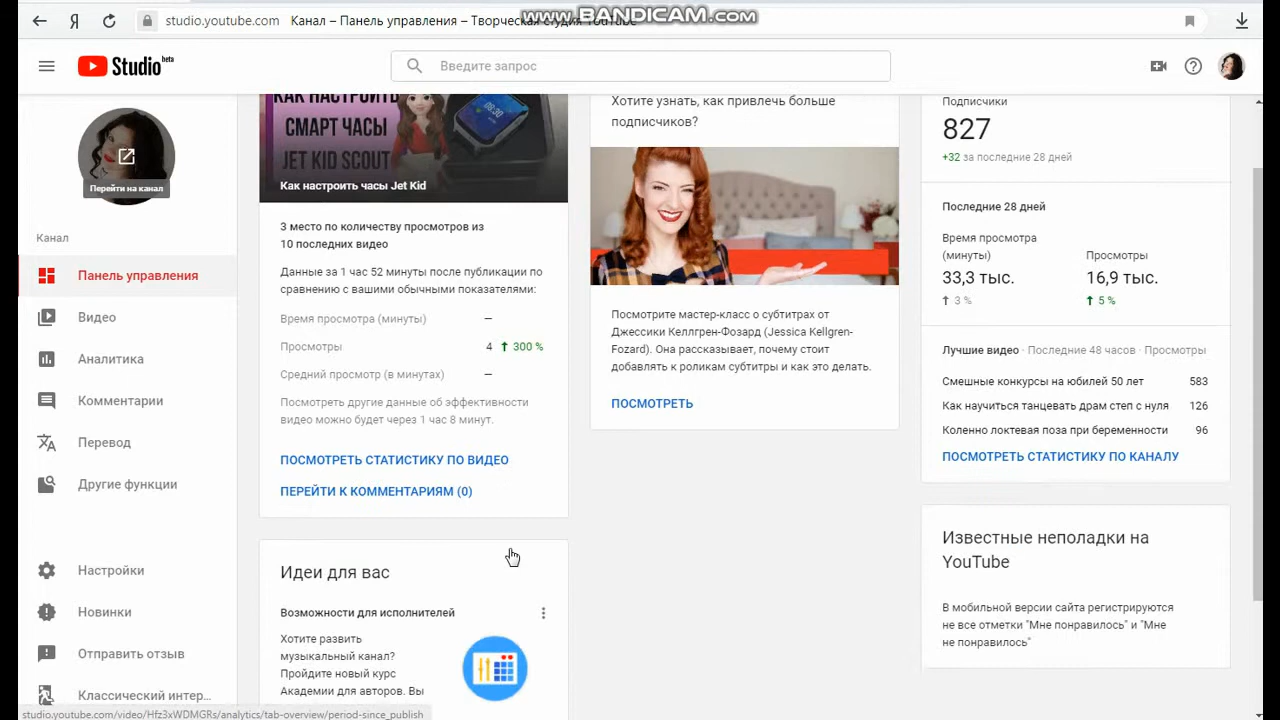 studio.youtube.com Канал – Панель управления – Творческая студия YouTube
www.BANDICAM.com
Studio beta
Введите запрос
Перейти на канал
Канал
Панель управления
Видео
Аналитика
Комментарии
Перевод
Другие функции
Настройки
Новинки
Отправить отзыв
Классический интер...
КАК НАСТРОИТЬ
СМАРТ ЧАСЫ
JET KID SCOUT
Как настроить часы Jet Kid
3 место по количеству просмотров из
10 последних видео
Данные за 1 час 52 минуты после публикации по
сравнению с вашими обычными показателями:
Время просмотра (минуты) –
Просмотры 4 300 %
Средний просмотр (в минутах) –
Посмотреть другие данные об эффективности
видео можно будет через 1 час 8 минут.
ПОСМОТРЕТЬ СТАТИСТИКУ ПО ВИДЕО
ПЕРЕЙТИ К КОММЕНТАРИЯМ (0)
Идеи для вас
Возможности для исполнителей
Хотите развить
музыкальный канал?
Пройдите новый курс
Академии для авторов. Вы
Хотите узнать, как привлечь больше
подписчиков?
Посмотрите мастер-класс о субтитрах от
Джессики Келлгрен-Фозард (Jessica Kellgren-
Fozard). Она рассказывает, почему стоит
добавлять к роликам субтитры и как это делать.
ПОСМОТРЕТЬ
Подписчики
827
+32 за последние 28 дней
Последние 28 дней
Время просмотра
(минуты)
33,3 тыс.
3 %
Просмотры
16,9 тыс.
5 %
Лучшие видео · Последние 48 часов · Просмотры
Смешные конкурсы на юбилей 50 лет 583
Как научиться танцевать драм степ с нуля 126
Коленно локтевая поза при беременности 96
ПОСМОТРЕТЬ СТАТИСТИКУ ПО КАНАЛУ
Известные неполадки на
YouTube
В мобильной версии сайта регистрируются
не все отметки "Мне понравилось" и "Мне
не понравилось"
studio.youtube.com/video/Hfz3xWDMGRs/analytics/tab-overview/period-since_publish